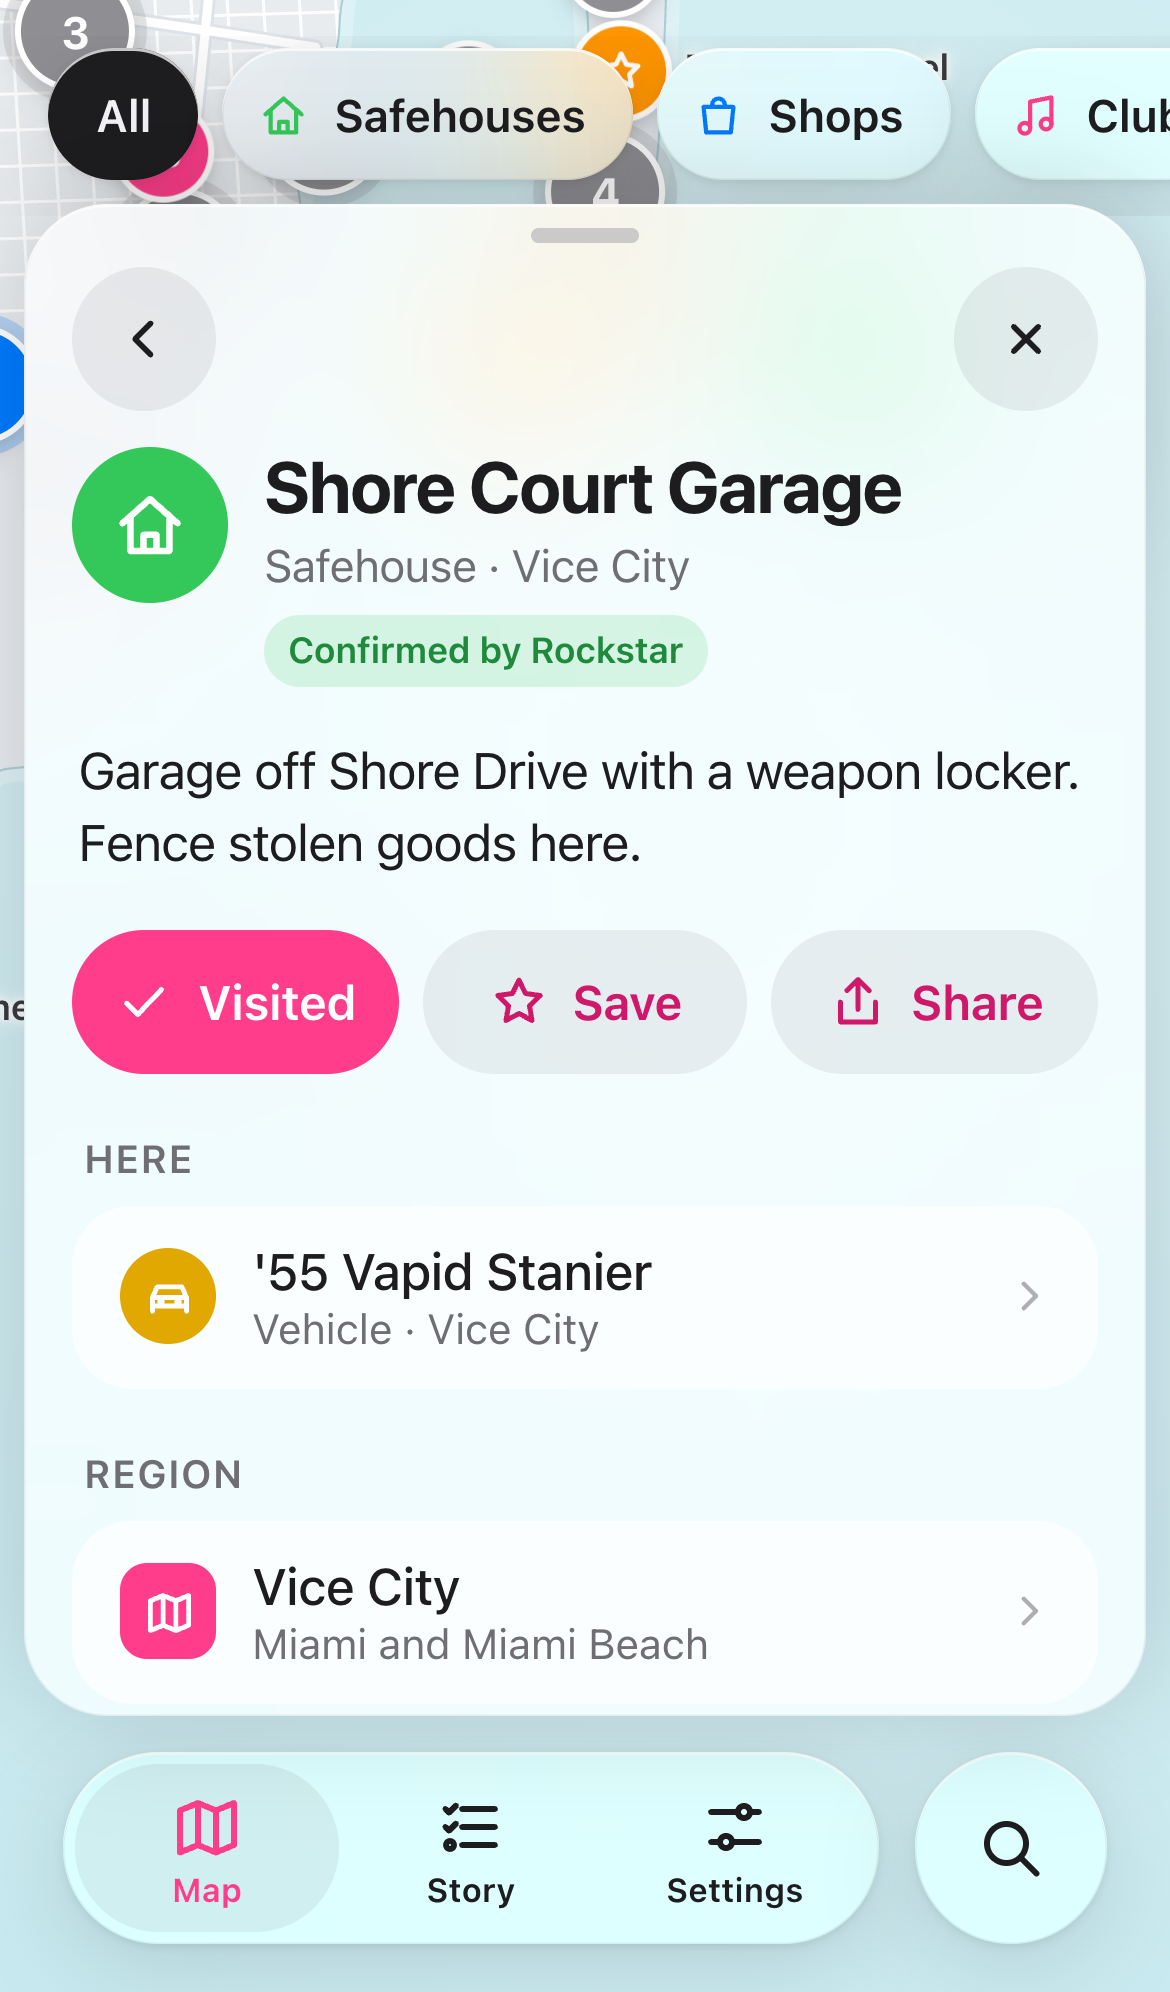 3
All
Safehouses
Shops
Club
4
Shore Court Garage
Safehouse · Vice City
Confirmed by Rockstar
Garage off Shore Drive with a weapon locker.
Fence stolen goods here.
Visited
Save
Share
HERE
'55 Vapid Stanier
Vehicle · Vice City
REGION
Vice City
Miami and Miami Beach
Map
Story
Settings